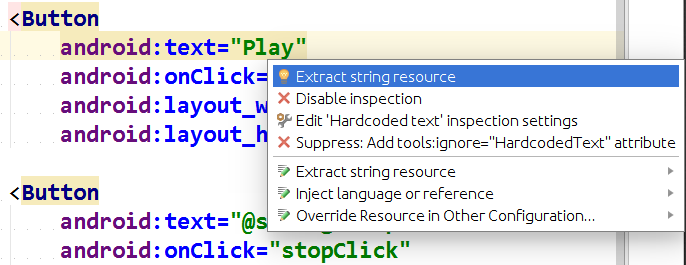 <Button
android:text="Play"
android:onClick=
android:layout_w
android:layout_h
Extract string resource
Disable inspection
Edit 'Hardcoded text' inspection settings
Suppress: Add tools:ignore="HardcodedText" attribute
Extract string resource
Inject language or reference
Override Resource in Other Configuration...
<Button
android:text="@s
android:onClick="stopClick"